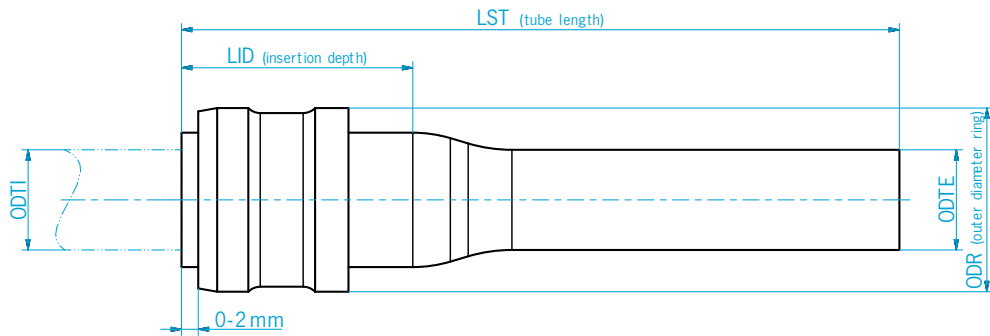 LST (tube length)
LID (insertion depth)
ODTI
ODTE
ODR (outer diameter ring)
0-2 mm